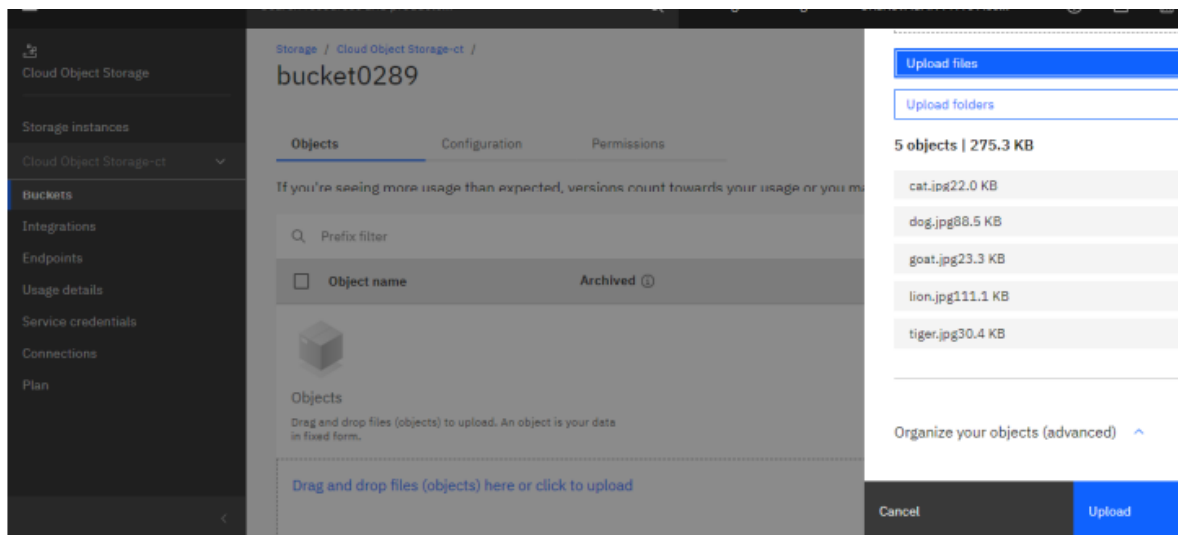 Cloud Object Storage
Storage instances
Cloud Object Storage-ct
Buckets
Integrations
Endpoints
Usage details
Service credentials
Connections
Plan
Storage / Cloud Object Storage-ct /
bucket0289
Objects
Configuration
Permissions
If you're seeing more usage than expected, versions count towards your usage or you
Prefix filter
Object name
Archived
Objects
Drag and drop files (objects) to upload. An object is your data
in fixed form.
Drag and drop files (objects) here or click to upload
Upload files
Upload folders
5 objects | 275.3 KB
cat.jpg22.0 KB
dog.jpg88.5 KB
goat.jpg23.3 KB
lion.jpg111.1 KB
tiger.jpg30.4 KB
Organize your objects (advanced)
Cancel
Upload